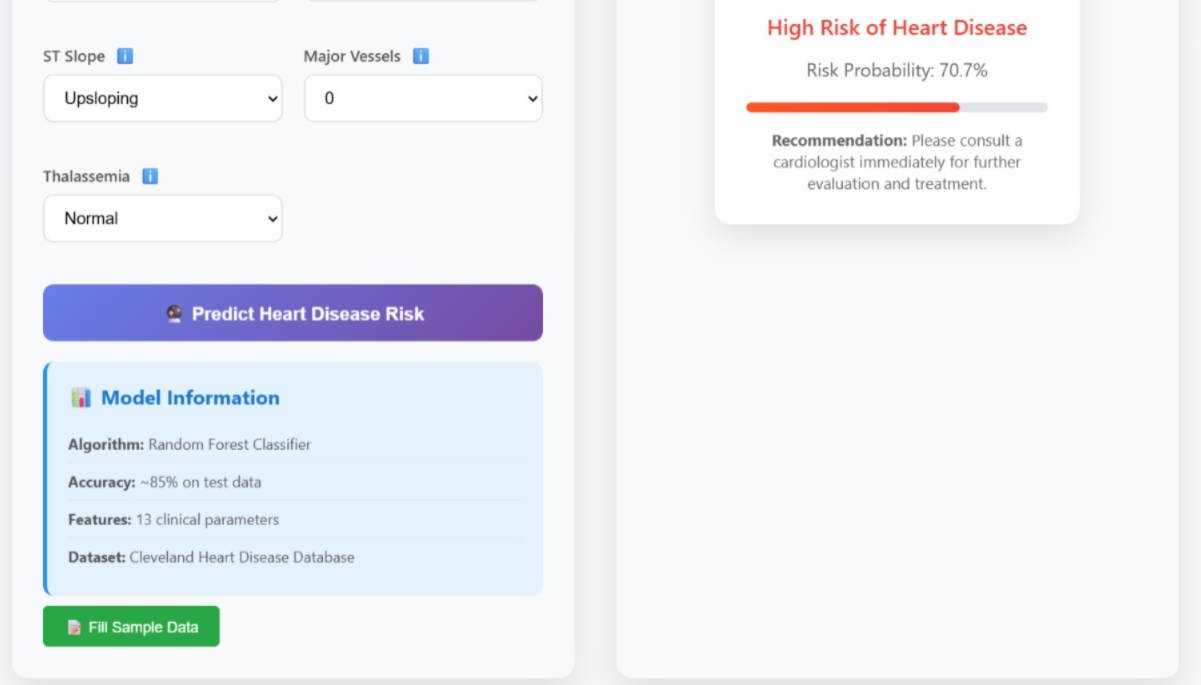 ST Slope
Major Vessels
Upsloping
0
Thalassemia
Normal
Predict Heart Disease Risk
Model Information
Algorithm: Random Forest Classifier
Accuracy: ~85% on test data
Features: 13 clinical parameters
Dataset: Cleveland Heart Disease Database
Fill Sample Data
High Risk of Heart Disease
Risk Probability: 70.7%
Recommendation: Please consult a
cardiologist immediately for further
evaluation and treatment.